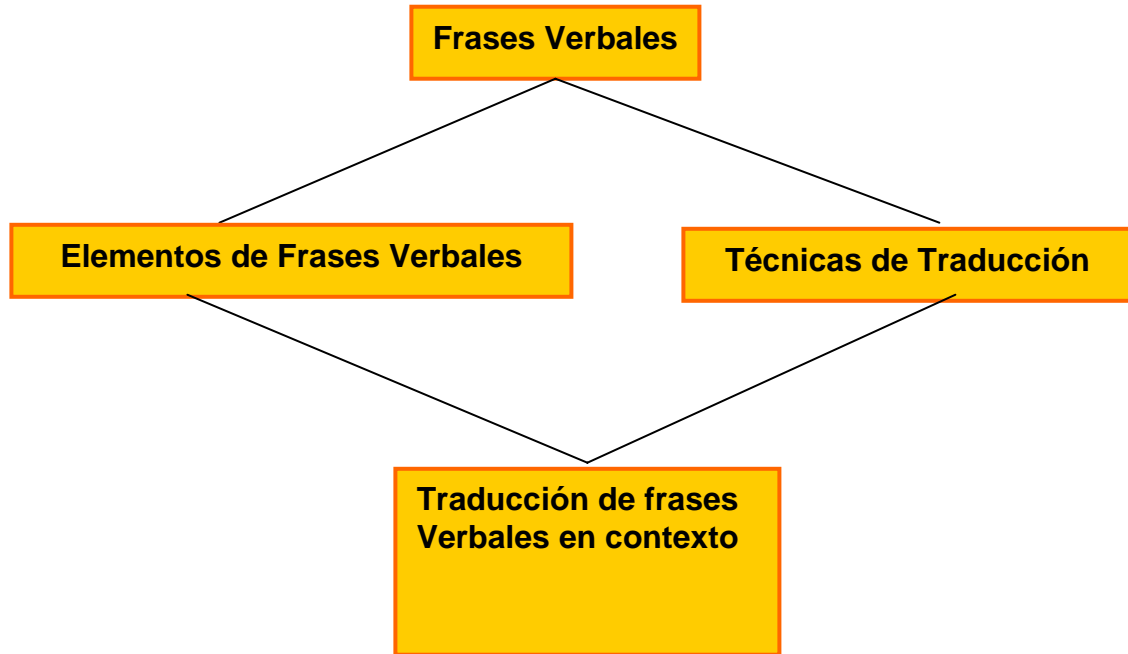 Frases Verbales
Elementos de Frases Verbales
Técnicas de Traducción
Traducción de frases
Verbales en contexto